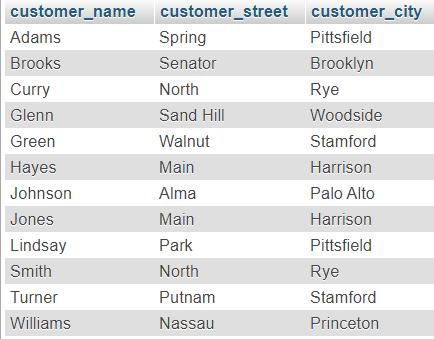 customer_name customer_street customer_city
Adams Spring Pittsfield
Brooks Senator Brooklyn
Curry North Rye
Glenn Sand Hill Woodside
Green Walnut Stamford
Hayes Main Harrison
Johnson Alma Palo Alto
Jones Main Harrison
Lindsay Park Pittsfield
Smith North Rye
Turner Putnam Stamford
Williams Nassau Princeton